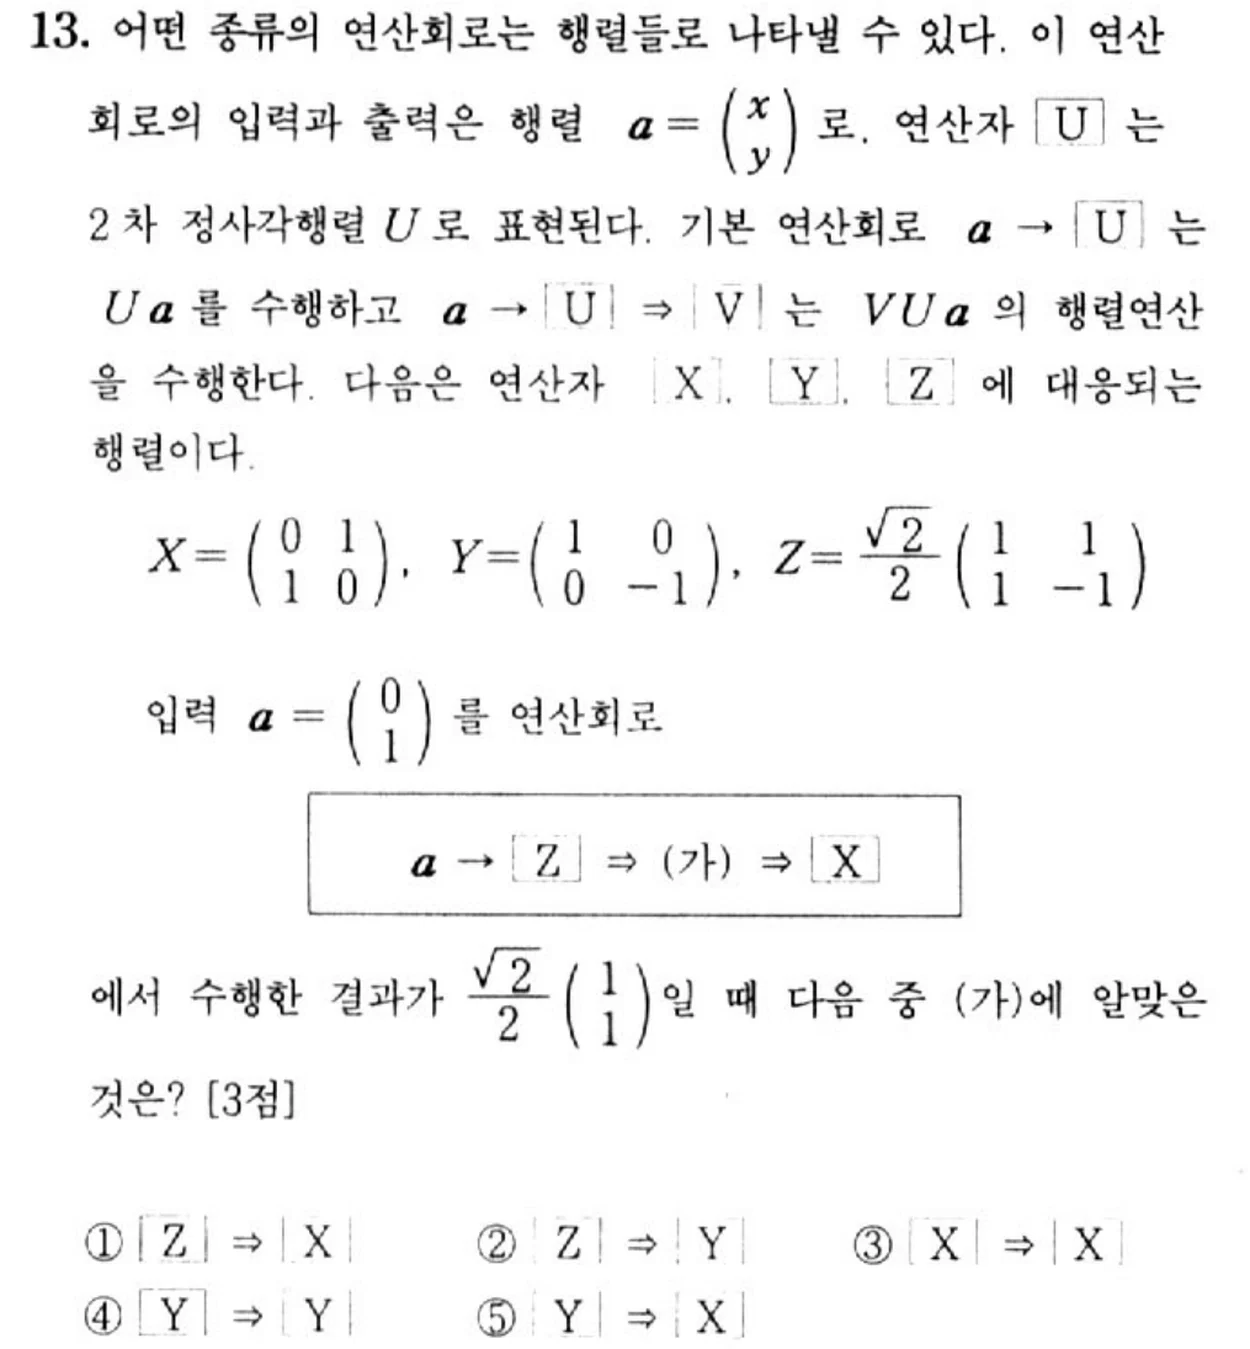 13. 어떤 종류의 연산회로는 행렬들로 나타낼 수 있다. 이 연산
회로의 입력과 출력은 행렬 a = (x y) 로, 연산자 U 는
2차 정사각행렬 U 로 표현된다. 기본 연산회로 a → U 는
U a 를 수행하고 a → U ⇒ V 는 VU a 의 행렬연산
을 수행한다. 다음은 연산자 X, Y, Z 에 대응되는
행렬이다.
X = (0 1 1 0), Y = (1 0 0 −1), Z = √2/2 (1 1 1 −1)
입력 a = (0 1) 를 연산회로
a → Z ⇒ (가) ⇒ X
에서 수행한 결과가 √2/2 (1 1) 일 때 다음 중 (가)에 알맞은
것은? [3점]
① Z ⇒ X ② Z ⇒ Y ③ X ⇒ X
④ Y ⇒ Y ⑤ Y ⇒ X